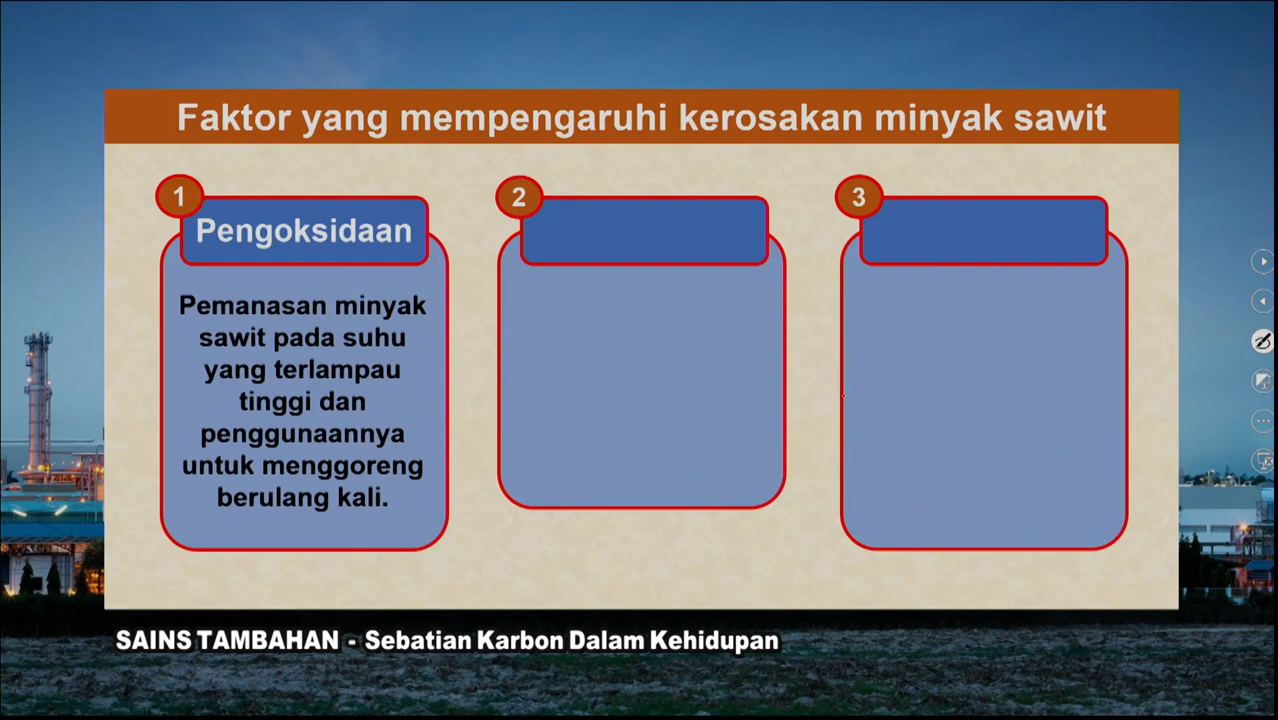 Faktor yang mempengaruhi kerosakan minyak sawit
1
Pengoksidaan
Pemanasan minyak
sawit pada suhu
yang terlampau
tinggi dan
penggunaannya
untuk menggoreng
berulang kali.
2
3
SAINS TAMBAHAN - Sebatian Karbon Dalam Kehidupan